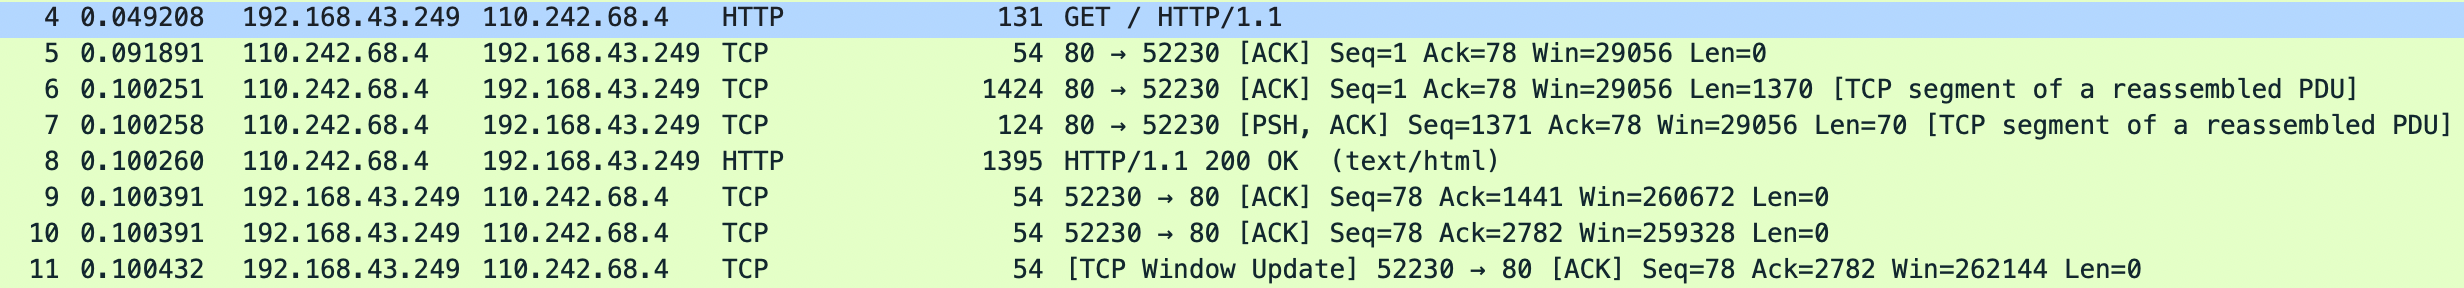 4 0.049208 192.168.43.249 110.242.68.4 HTTP 131 GET / HTTP/1.1
5 0.091891 110.242.68.4 192.168.43.249 TCP 54 80 → 52230 [ACK] Seq=1 Ack=78 Win=29056 Len=0
6 0.100251 110.242.68.4 192.168.43.249 TCP 1424 80 → 52230 [ACK] Seq=1 Ack=78 Win=29056 Len=1370 [TCP segment of a reassembled PDU]
7 0.100258 110.242.68.4 192.168.43.249 TCP 124 80 → 52230 [PSH, ACK] Seq=1371 Ack=78 Win=29056 Len=70 [TCP segment of a reassembled PDU]
8 0.100260 110.242.68.4 192.168.43.249 HTTP 1395 HTTP/1.1 200 OK (text/html)
9 0.100391 192.168.43.249 110.242.68.4 TCP 54 52230 → 80 [ACK] Seq=78 Ack=1441 Win=260672 Len=0
10 0.100391 192.168.43.249 110.242.68.4 TCP 54 52230 → 80 [ACK] Seq=78 Ack=2782 Win=259328 Len=0
11 0.100432 192.168.43.249 110.242.68.4 TCP 54 [TCP Window Update] 52230 → 80 [ACK] Seq=78 Ack=2782 Win=262144 Len=0